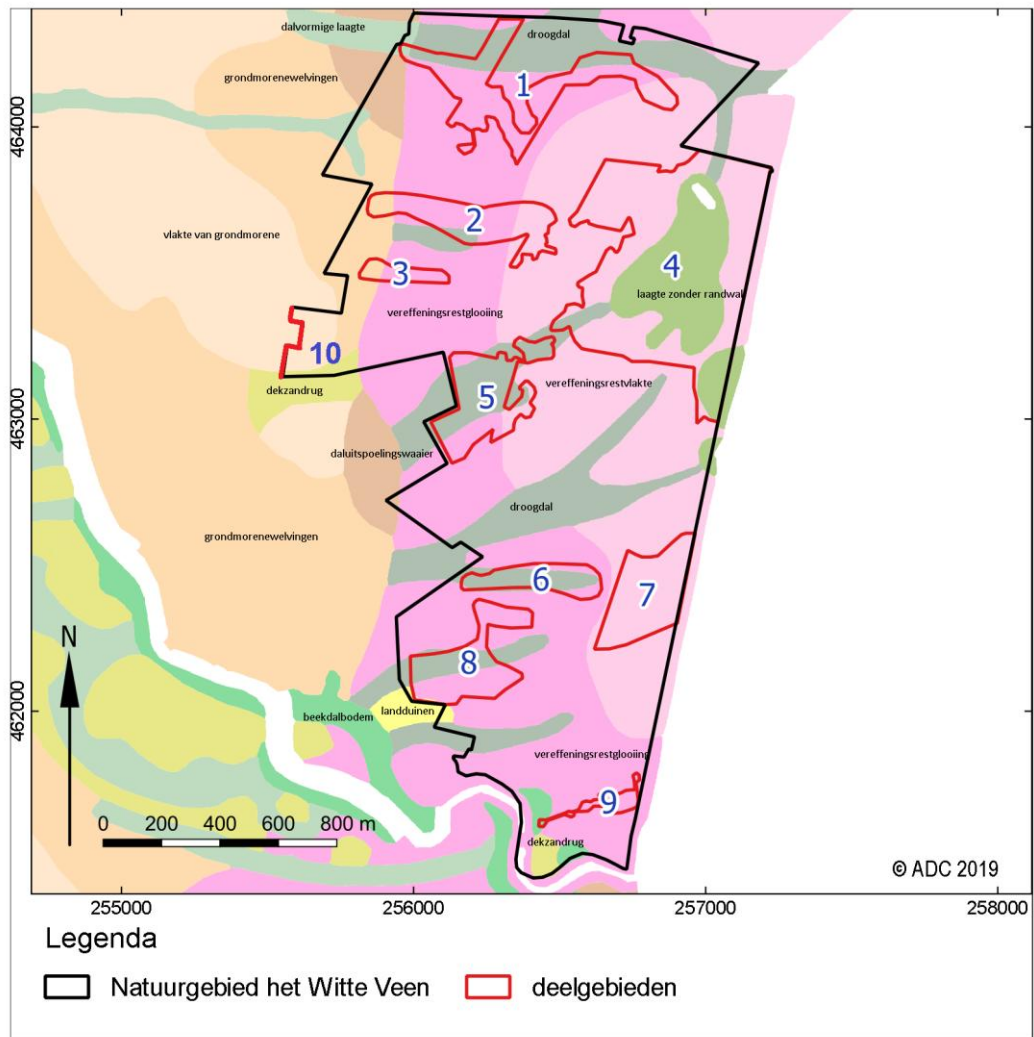 dalvormige laagte
droogdal
grondmorenewelvingen
1
464000
2
vlakte van grondmorene
3
4
laagte zonder randwal
vereffeningsrestglooiing
10
vereffeningsrestvlakte
dekzandrug
5
463000
daluitspoelingswaaier
droogdal
grondmorenewelvingen
6
7
N
8
462000
landduinen
beekdalbodem
vereffeningsrestglooiing
9
0 200 400 600 800 m
dekzandrug
© ADC 2019
255000 256000 257000 258000
Legenda
Natuurgebied het Witte Veen deelgebieden